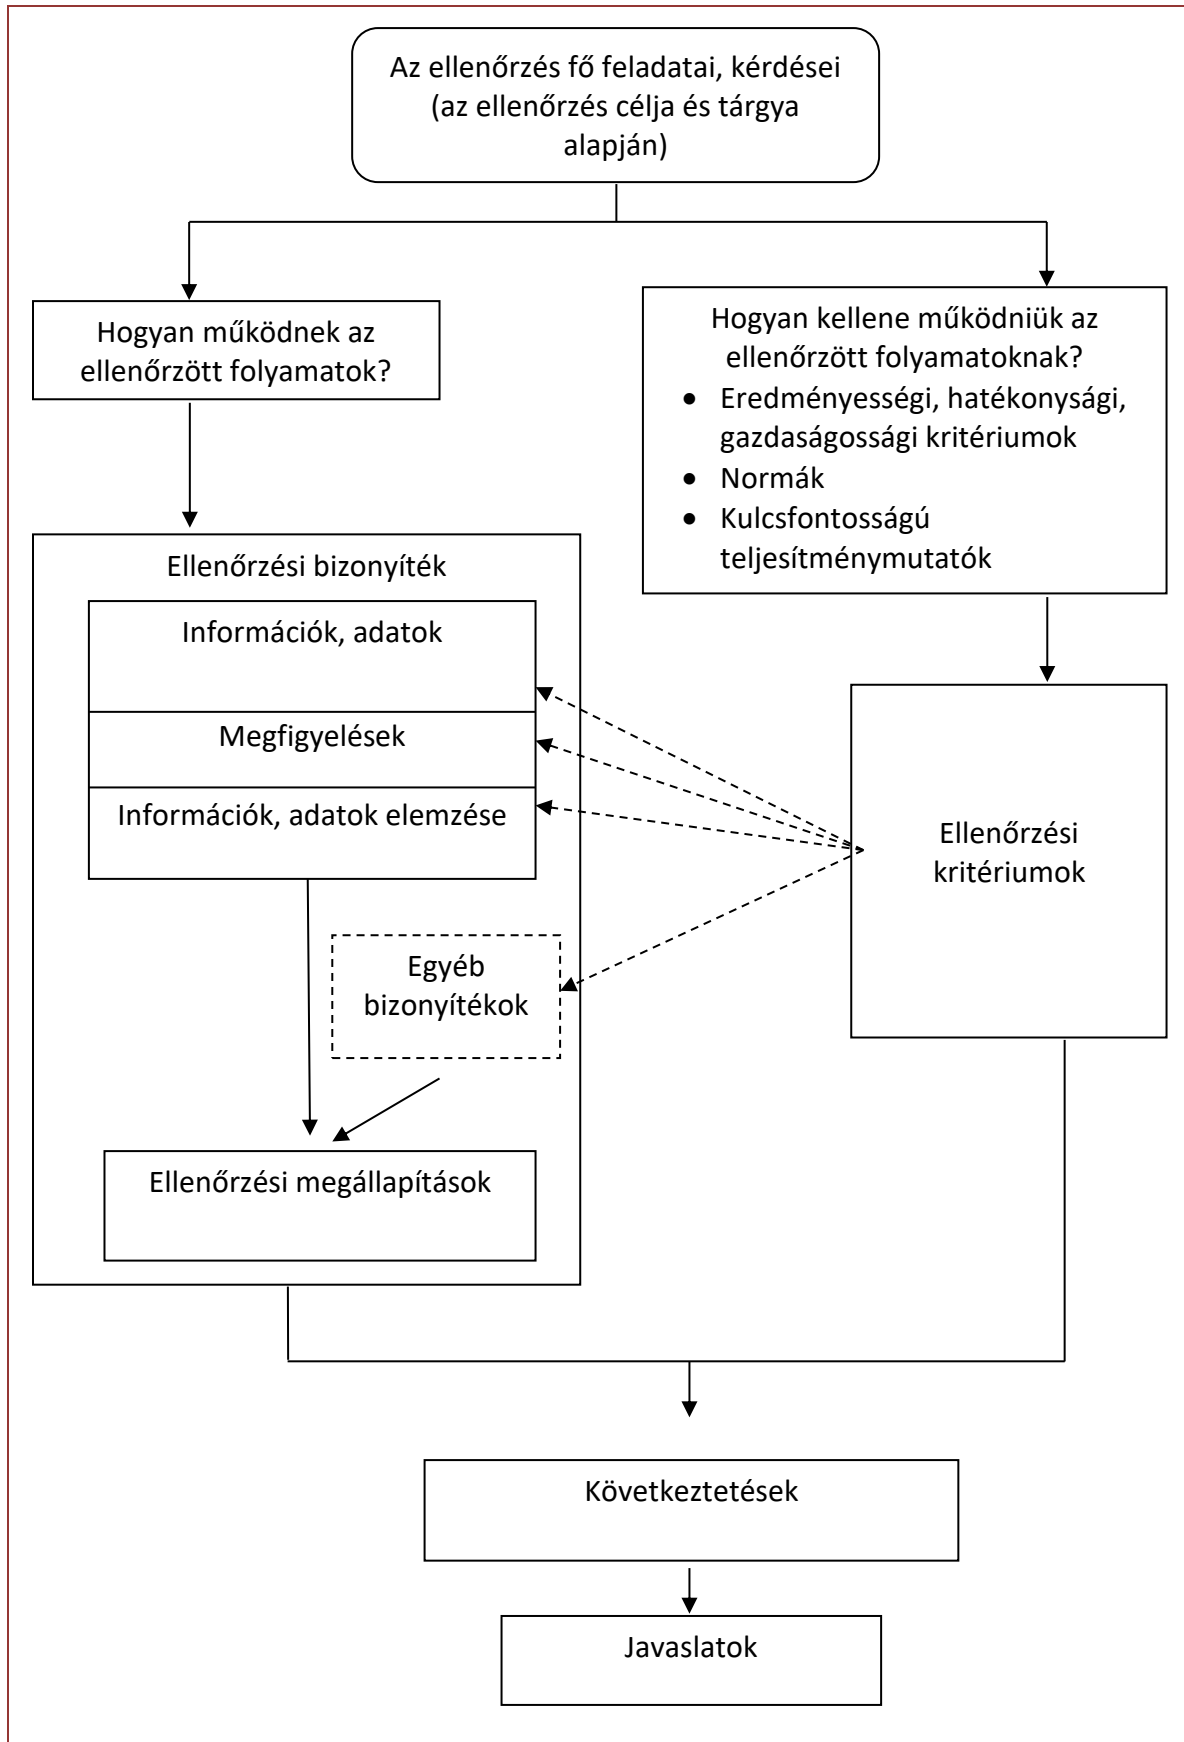 Az ellenőrzés fő feladatai, kérdései
(az ellenőrzés célja és tárgya
alapján)
Hogyan működnek az
ellenőrzött folyamatok?
Hogyan kellene működniük az
ellenőrzött folyamatoknak?
• Eredményességi, hatékonysági,
gazdaságossági kritériumok
• Normák
• Kulcsfontosságú
teljesítménymutatók
Ellenőrzési bizonyíték
Információk, adatok
Megfigyelések
Információk, adatok elemzése
Ellenőrzési
kritériumok
Egyéb
bizonyítékok
Ellenőrzési megállapítások
Következtetések
Javaslatok